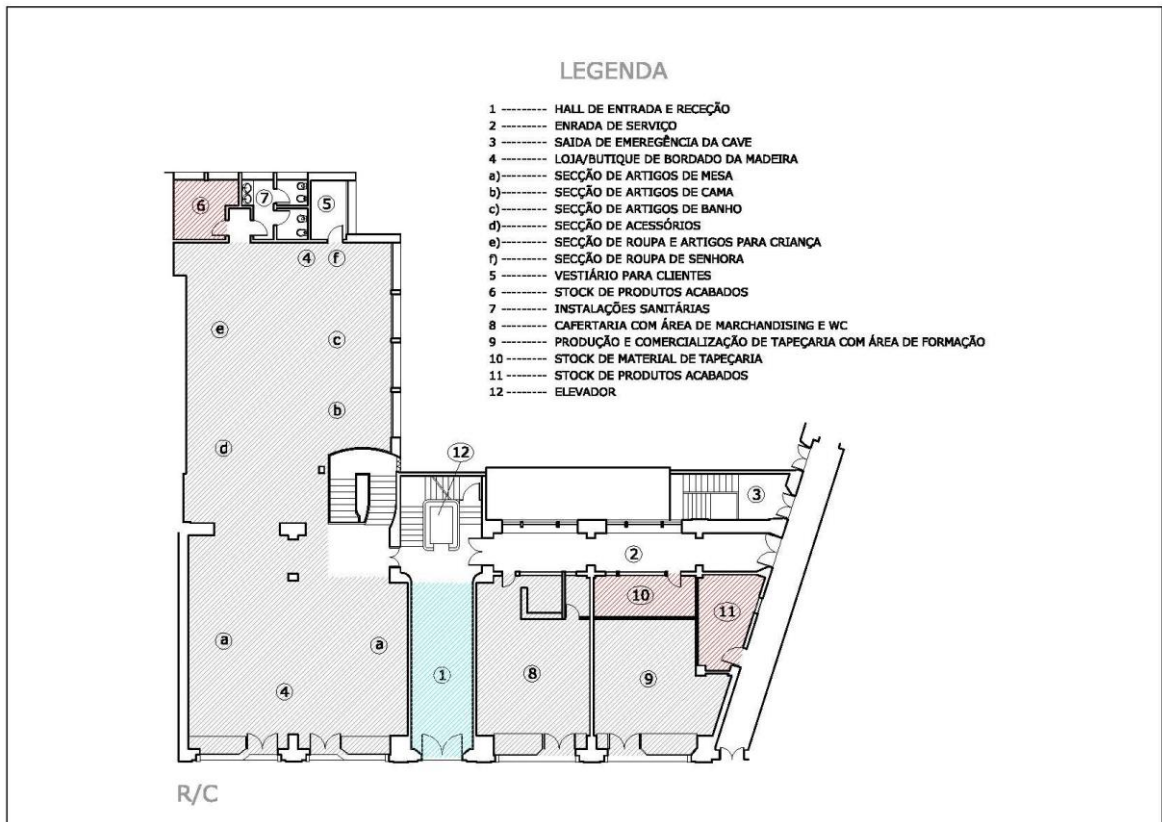 LEGENDA
1 --------- HALL DE ENTRADA E RECEÇÃO
2 --------- ENRADA DE SERVIÇO
3 --------- SAIDA DE EMEREGÊNCIA DA CAVE
4 --------- LOJA/BUTIQUE DE BORDADO DA MADEIRA
a)--------- SECÇÃO DE ARTIGOS DE MESA
b)--------- SECÇÃO DE ARTIGOS DE CAMA
c)--------- SECÇÃO DE ARTIGOS DE BANHO
d)--------- SECÇÃO DE ACESSÓRIOS
e)--------- SECÇÃO DE ROUPA E ARTIGOS PARA CRIANÇA
f)--------- SECÇÃO DE ROUPA DE SENHORA
5 --------- VESTIÁRIO PARA CLIENTES
6 --------- STOCK DE PRODUTOS ACABADOS
7 --------- INSTALAÇÕES SANITÁRIAS
8 --------- CAFERTARIA COM ÁREA DE MARCHANDISING E WC
9 --------- PRODUÇÃO E COMERCIALIZAÇÃO DE TAPEÇARIA COM ÁREA DE FORMAÇÃO
10 -------- STOCK DE MATERIAL DE TAPEÇARIA
11 -------- STOCK DE PRODUTOS ACABADOS
12 -------- ELEVADOR
7
6
5
4 f
e
c
b
d
12
3
2
10
11
a
a
8
1
9
4
R/C